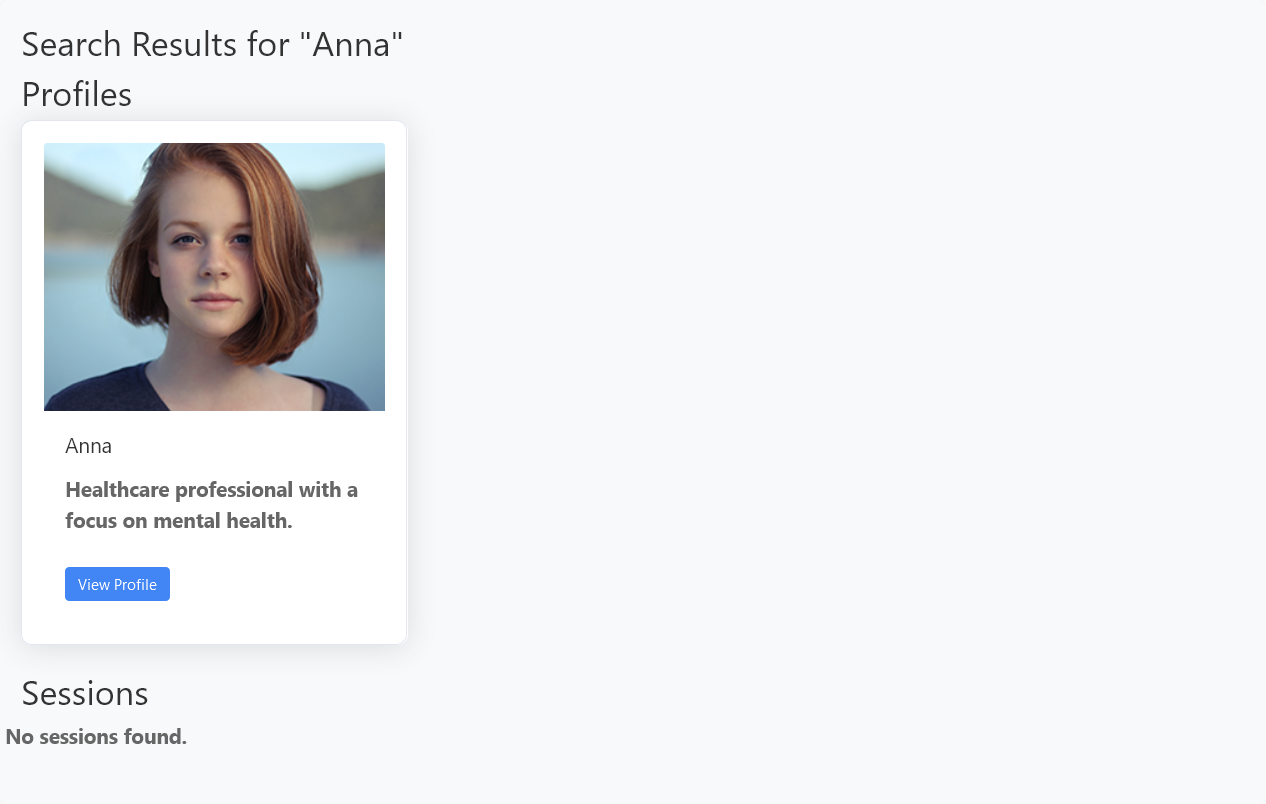 Search Results for "Anna"
Profiles
Anna
Healthcare professional with a
focus on mental health.
View Profile
Sessions
No sessions found.